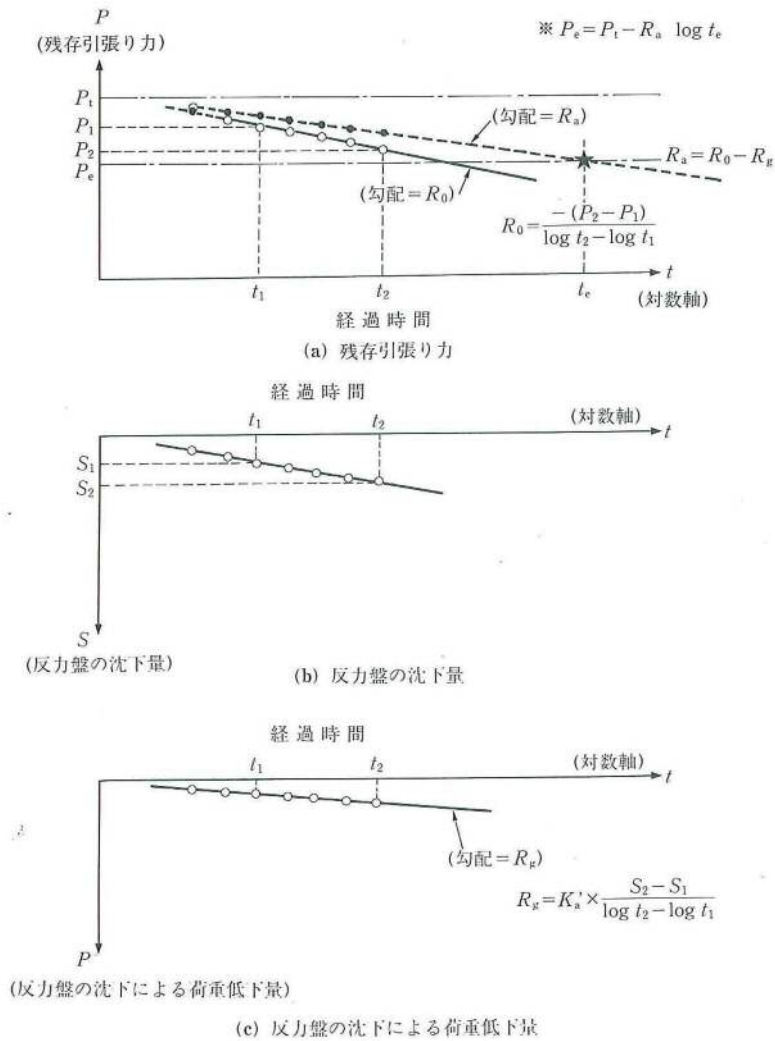 P
(残存引張り力)
※ Pₑ=Pₜ−Rₐ log tₑ
Pₜ
P₁
P₂
Pₑ
(勾配=Rₐ)
Rₐ=R₀−R_g
(勾配=R₀)
R₀=−(P₂−P₁)/(log t₂−log t₁)
t₁ t₂ tₑ t
(対数軸)
経過時間
(a) 残存引張り力
経過時間
(対数軸)
t₁ t₂ t
S₁
S₂
S
(反力盤の沈下量)
(b) 反力盤の沈下量
経過時間
(対数軸)
t₁ t₂ t
(勾配=R_g)
R_g=Kₐ'×(S₂−S₁)/(log t₂−log t₁)
P
(反力盤の沈下による荷重低下量)
(c) 反力盤の沈下による荷重低下量